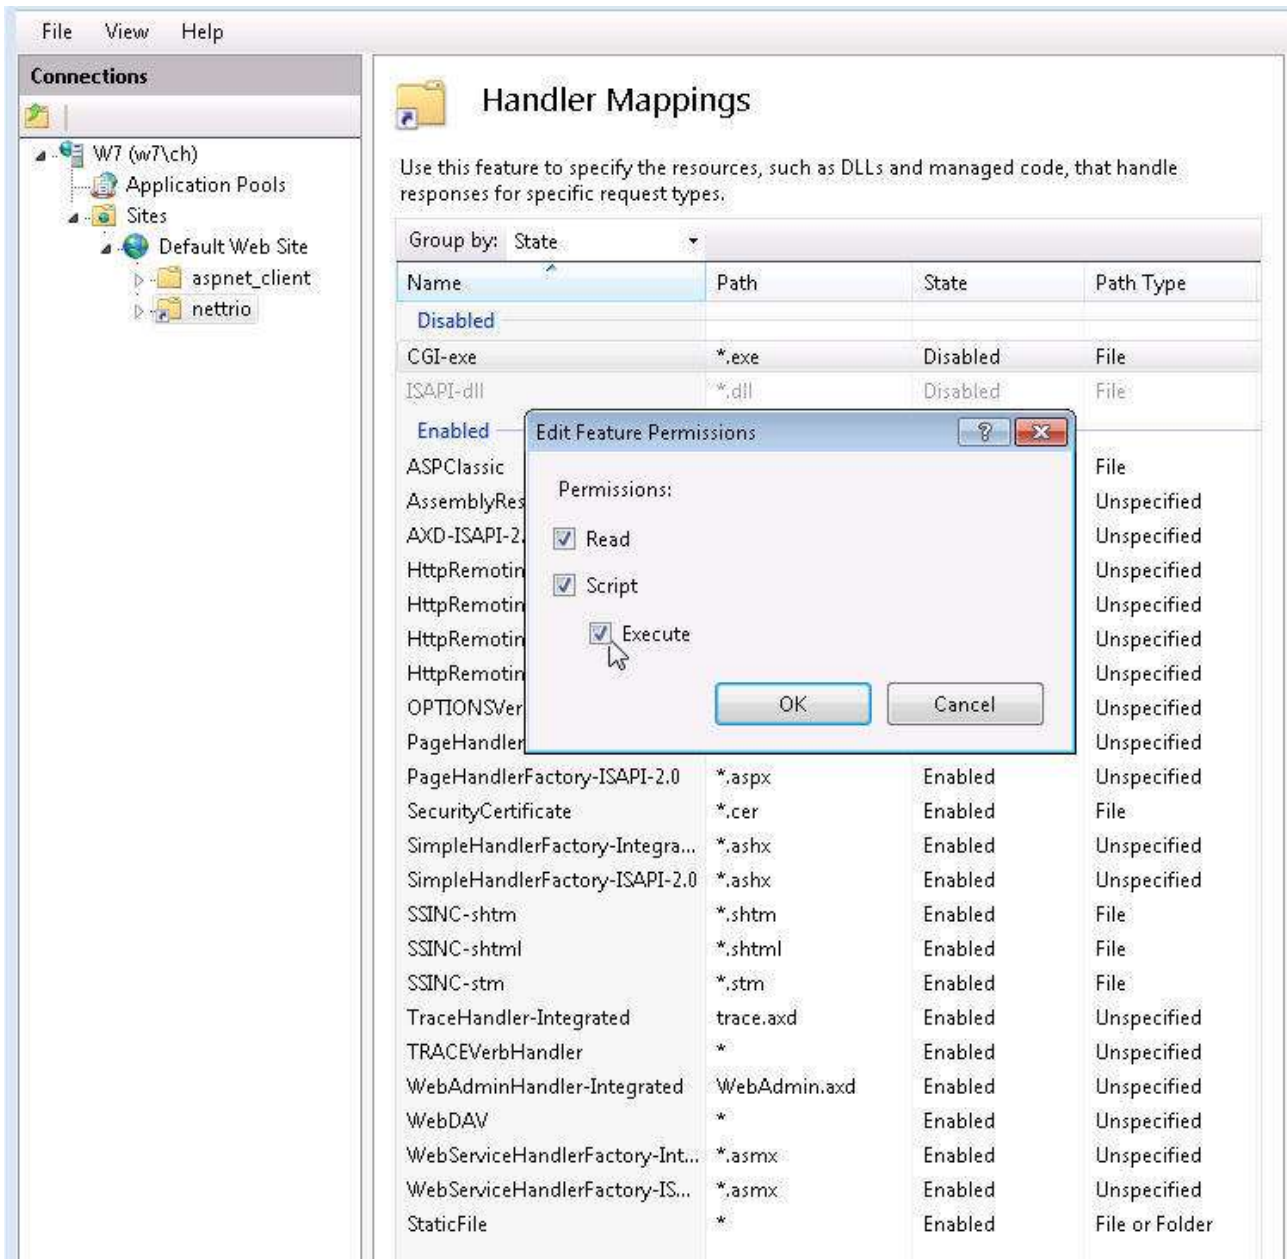 File View Help
Connections
W7 (w7\ch)
Application Pools
Sites
Default Web Site
aspnet_client
nettrio
Handler Mappings
Use this feature to specify the resources, such as DLLs and managed code, that handle
responses for specific request types.
Group by: State
Name Path State Path Type
Disabled
CGI-exe *.exe Disabled File
ISAPI-dll *.dll Disabled File
Enabled
Edit Feature Permissions
Permissions:
Read
Script
Execute
OK Cancel
ASPClassic File
AssemblyRes Unspecified
AXD-ISAPI-2. Unspecified
HttpRemotin Unspecified
HttpRemotin Unspecified
HttpRemotin Unspecified
HttpRemotin Unspecified
OPTIONSVer Unspecified
PageHandler Unspecified
PageHandlerFactory-ISAPI-2.0 *.aspx Enabled Unspecified
SecurityCertificate *.cer Enabled File
SimpleHandlerFactory-Integra... *.ashx Enabled Unspecified
SimpleHandlerFactory-ISAPI-2.0 *.ashx Enabled Unspecified
SSINC-shtm *.shtm Enabled File
SSINC-shtml *.shtml Enabled File
SSINC-stm *.stm Enabled File
TraceHandler-Integrated trace.axd Enabled Unspecified
TRACEVerbHandler * Enabled Unspecified
WebAdminHandler-Integrated WebAdmin.axd Enabled Unspecified
WebDAV * Enabled Unspecified
WebServiceHandlerFactory-Int... *.asmx Enabled Unspecified
WebServiceHandlerFactory-IS... *.asmx Enabled Unspecified
StaticFile * Enabled File or Folder